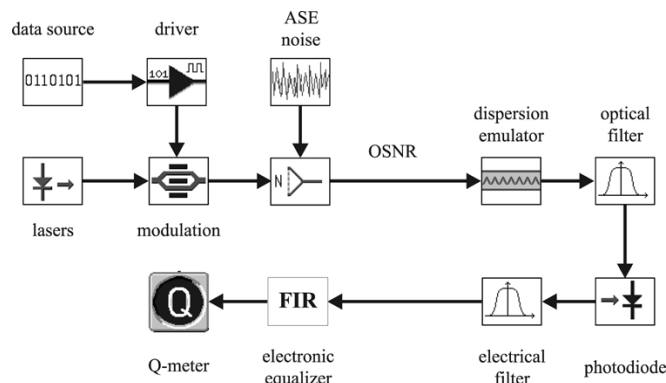 data source
driver
ASE
noise
0110101
101
dispersion
emulator
optical
filter
N
OSNR
lasers
modulation
Q
FIR
Q-meter
electronic
equalizer
electrical
filter
photodiode